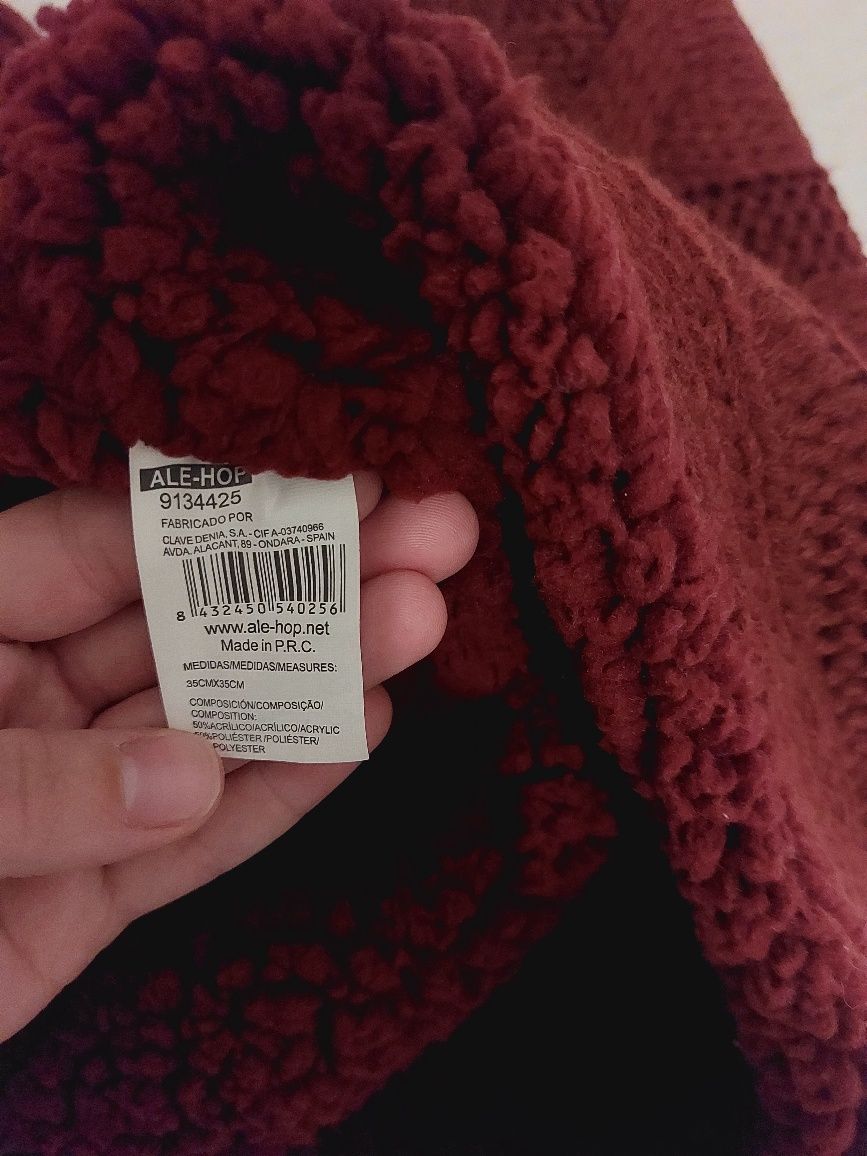 ALE-HOP
9134425
FABRICADO POR
CLAVE DENIA, S.A. - CIF A-03740966
AVDA. ALACANT, 89 - ONDARA - SPAIN
8 432450 540256
www.ale-hop.net
Made in P.R.C.
MEDIDAS/MEDIDAS/MEASURES:
35CMX35CM
COMPOSICIÓN/COMPOSIÇÃO/
COMPOSITION:
50%ACRÍLICO/ACRÍLICO/ACRYLIC
POLIÉSTER /POLIÉSTER/
POLYESTER